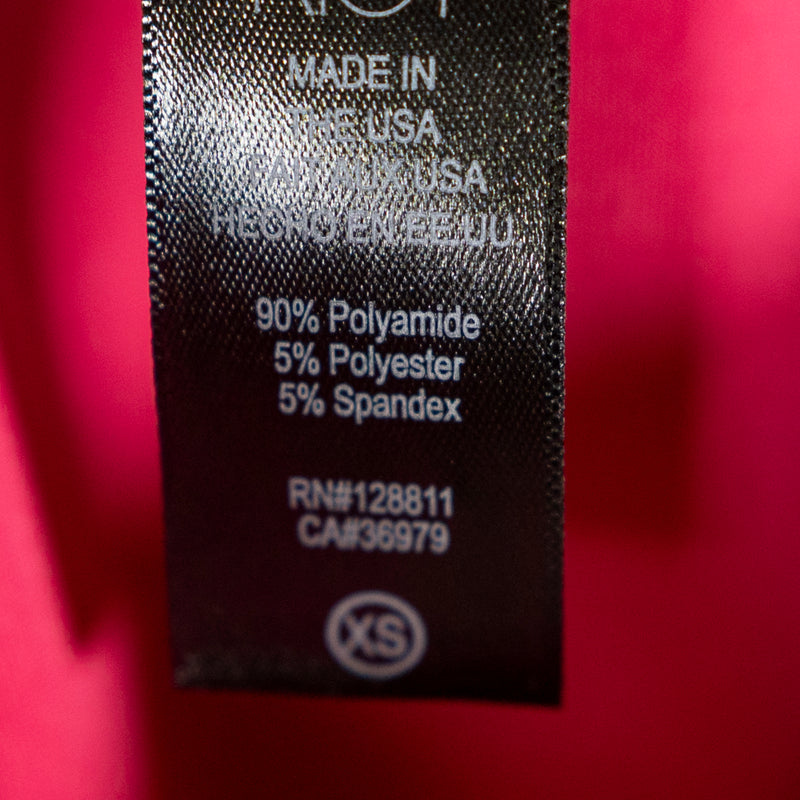 MADE IN
THE USA
FAIT AUX USA
HECHO EN EE.UU
90% Polyamide
5% Polyester
5% Spandex
RN#128811
CA#36979
XS